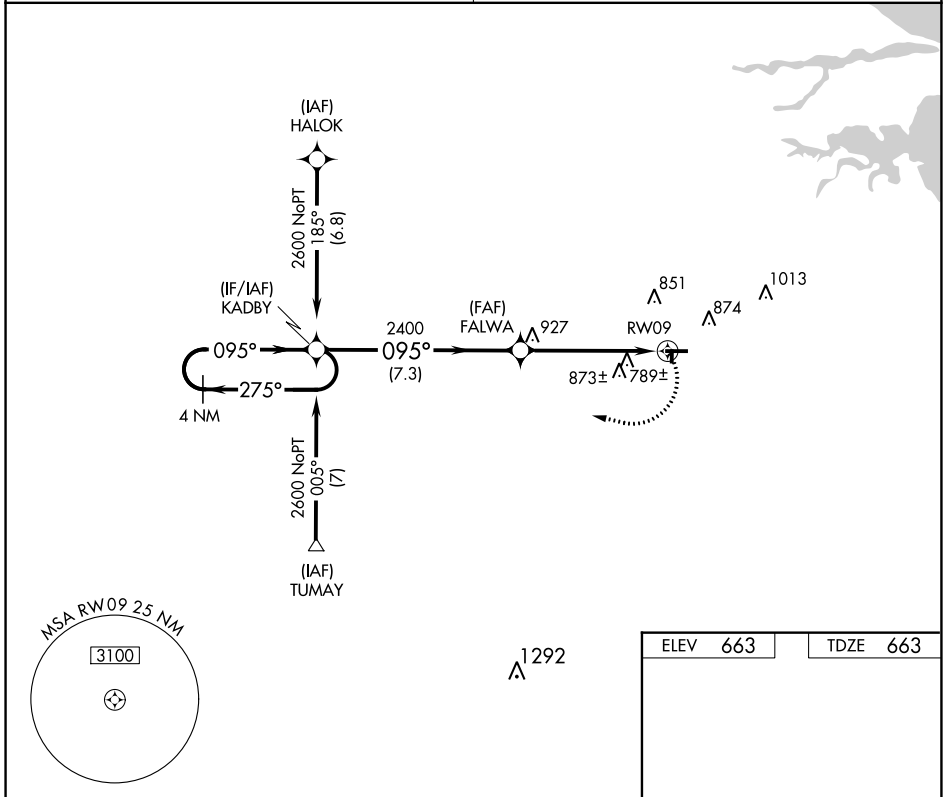 (IAF)
HALOK
2600 NoPT
185°
(6.8)
(IF/IAF)
KADBY
095°
275°
4 NM
2400
095°
(7.3)
(FAF)
FALWA
927
851
874
1013
RW09
873±
789±
2600 NoPT
005°
(7)
(IAF)
TUMAY
MSA RW09 25 NM
3100
1292
ELEV 663
TDZE 663